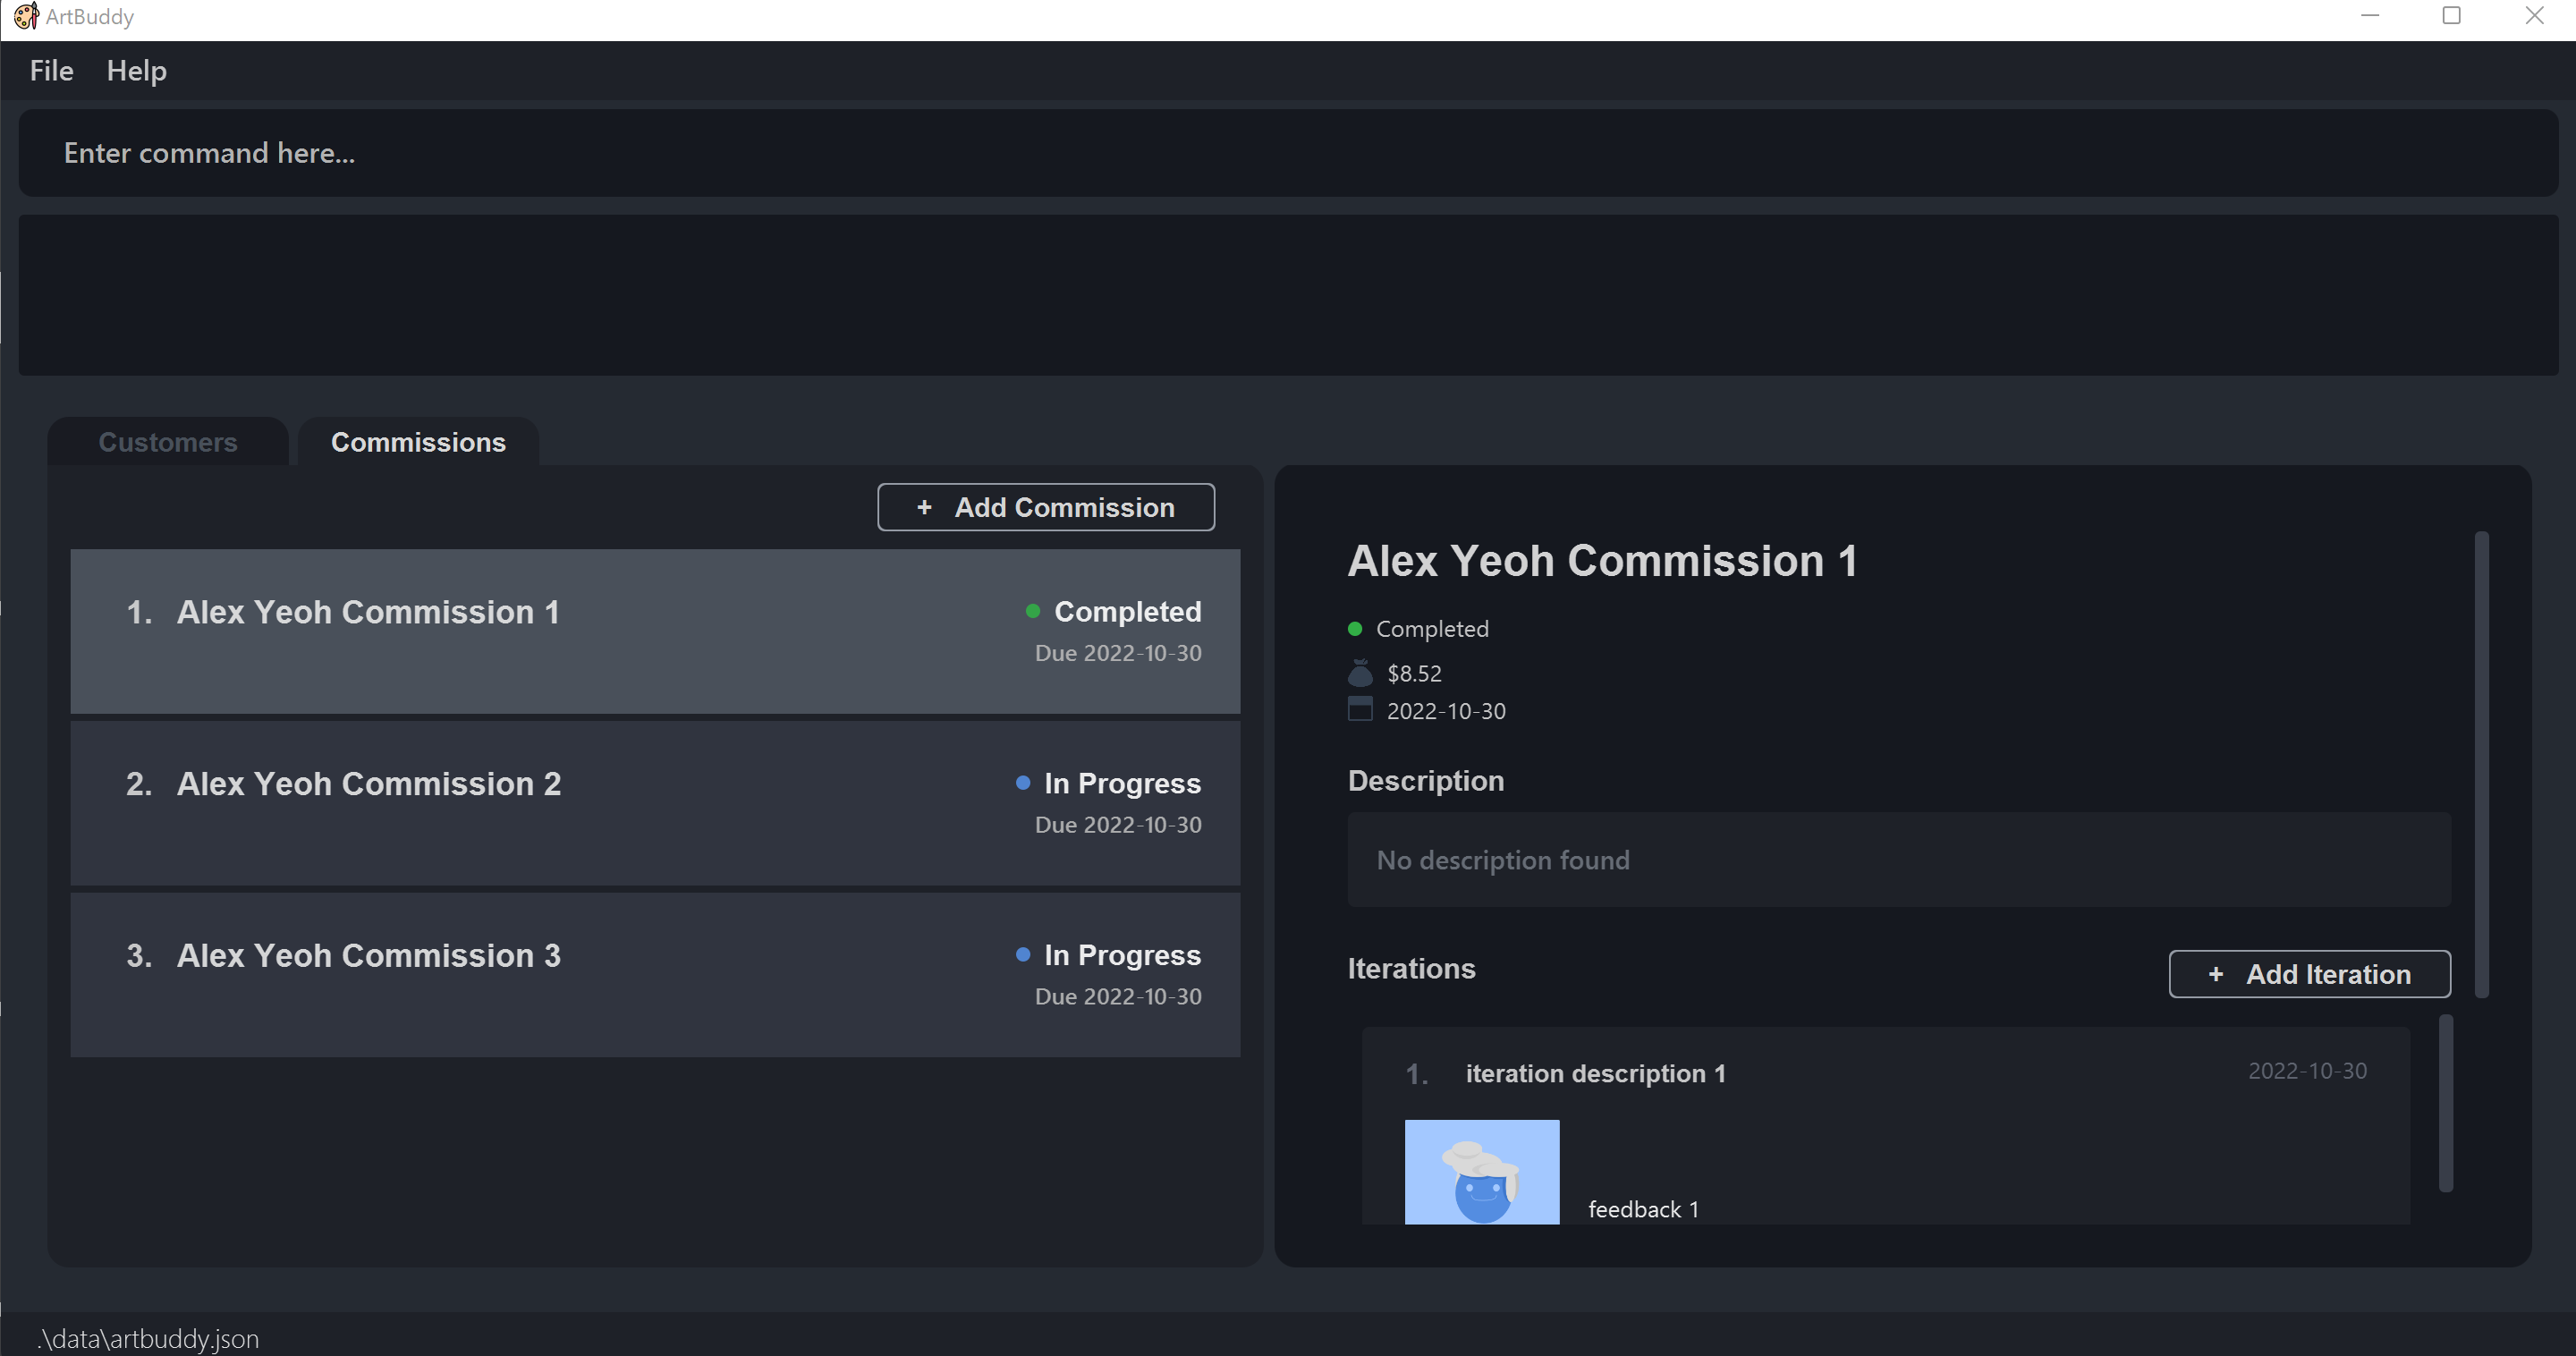 ArtBuddy
File Help
Enter command here...
Customers Commissions
+ Add Commission
1. Alex Yeoh Commission 1
Completed
Due 2022-10-30
2. Alex Yeoh Commission 2
In Progress
Due 2022-10-30
3. Alex Yeoh Commission 3
In Progress
Due 2022-10-30
Alex Yeoh Commission 1
Completed
$8.52
2022-10-30
Description
No description found
Iterations
+ Add Iteration
1. iteration description 1
2022-10-30
feedback 1
.\data\artbuddy.json